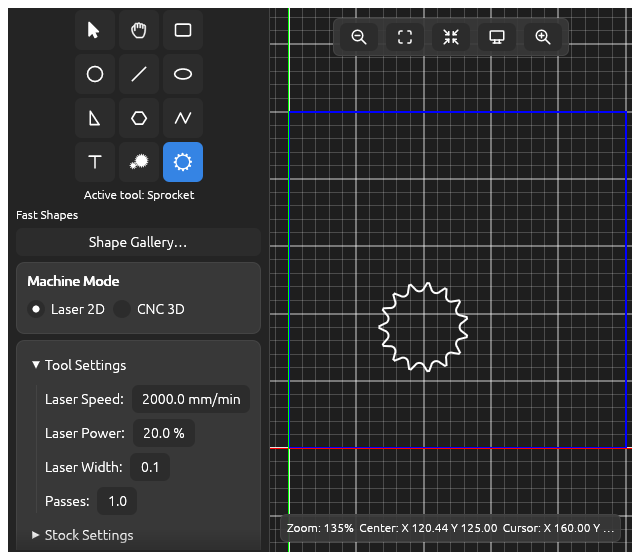 Active tool: Sprocket
Fast Shapes
Shape Gallery...
Machine Mode
Laser 2D CNC 3D
Tool Settings
Laser Speed: 2000.0 mm/min
Laser Power: 20.0 %
Laser Width: 0.1
Passes: 1.0
Stock Settings
Zoom: 135% Center: X 120.44 Y 125.00 Cursor: X 160.00 Y ...